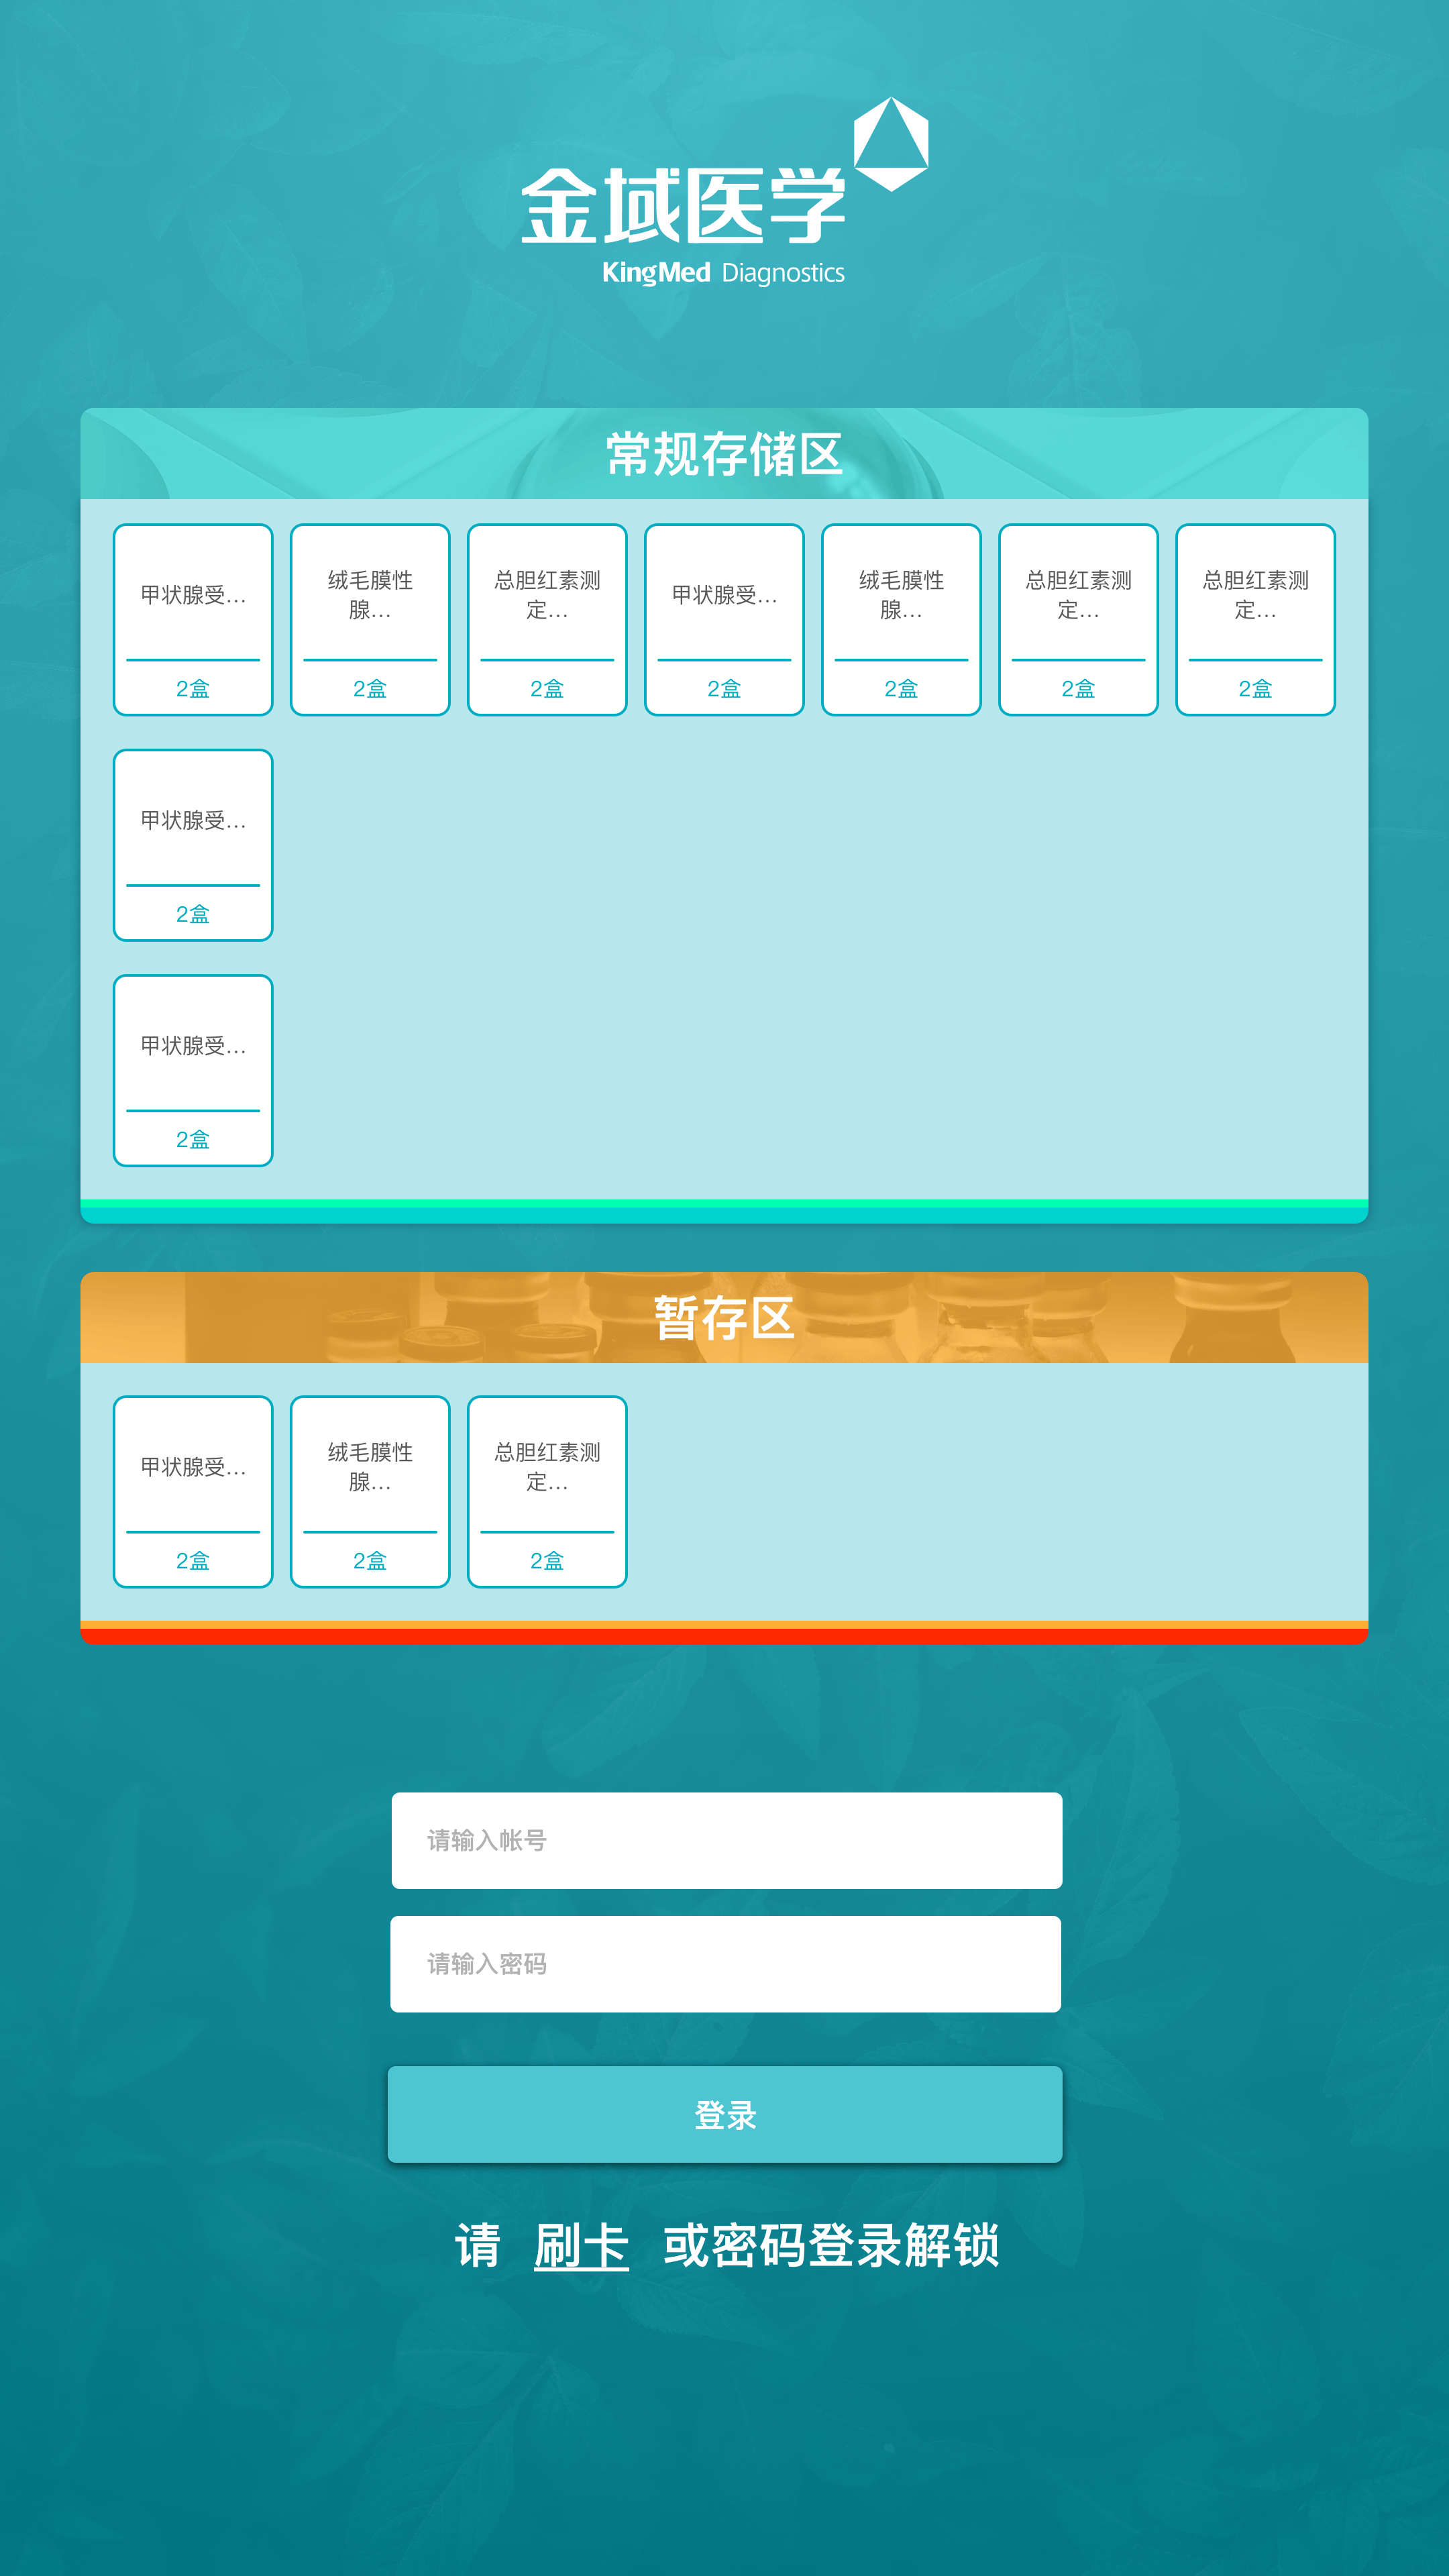 金域医学
KingMed Diagnostics
常规存储区
甲状腺受...
2盒
绒毛膜性
腺...
2盒
总胆红素测
定...
2盒
甲状腺受...
2盒
绒毛膜性
腺...
2盒
总胆红素测
定...
2盒
总胆红素测
定...
2盒
甲状腺受...
2盒
甲状腺受...
2盒
暂存区
甲状腺受...
2盒
绒毛膜性
腺...
2盒
总胆红素测
定...
2盒
请输入帐号
请输入密码
登录
请 刷卡 或密码登录解锁